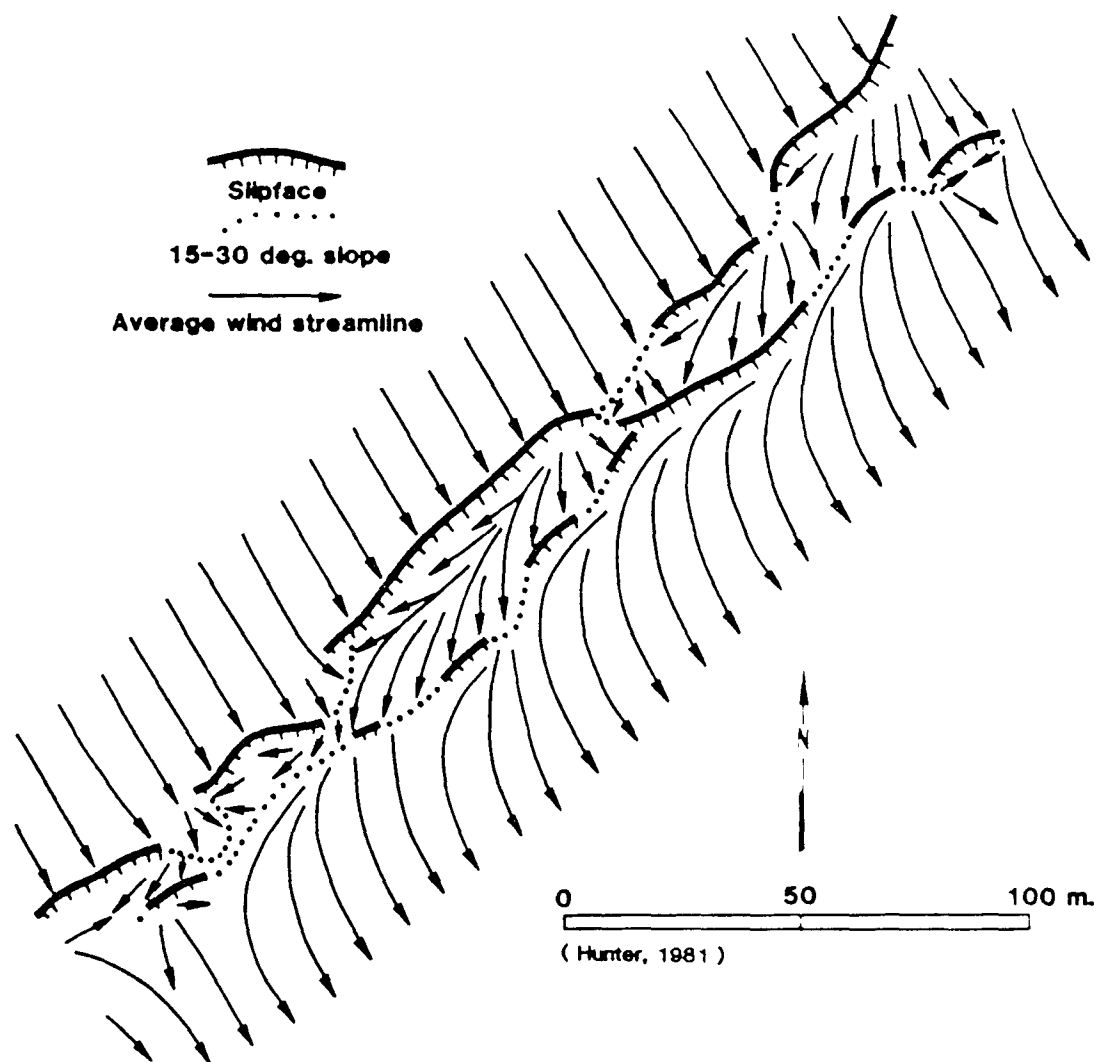 Slipface
15-30 deg. slope
Average wind streamline
N
0 50 100 m.
( Hunter, 1981 )